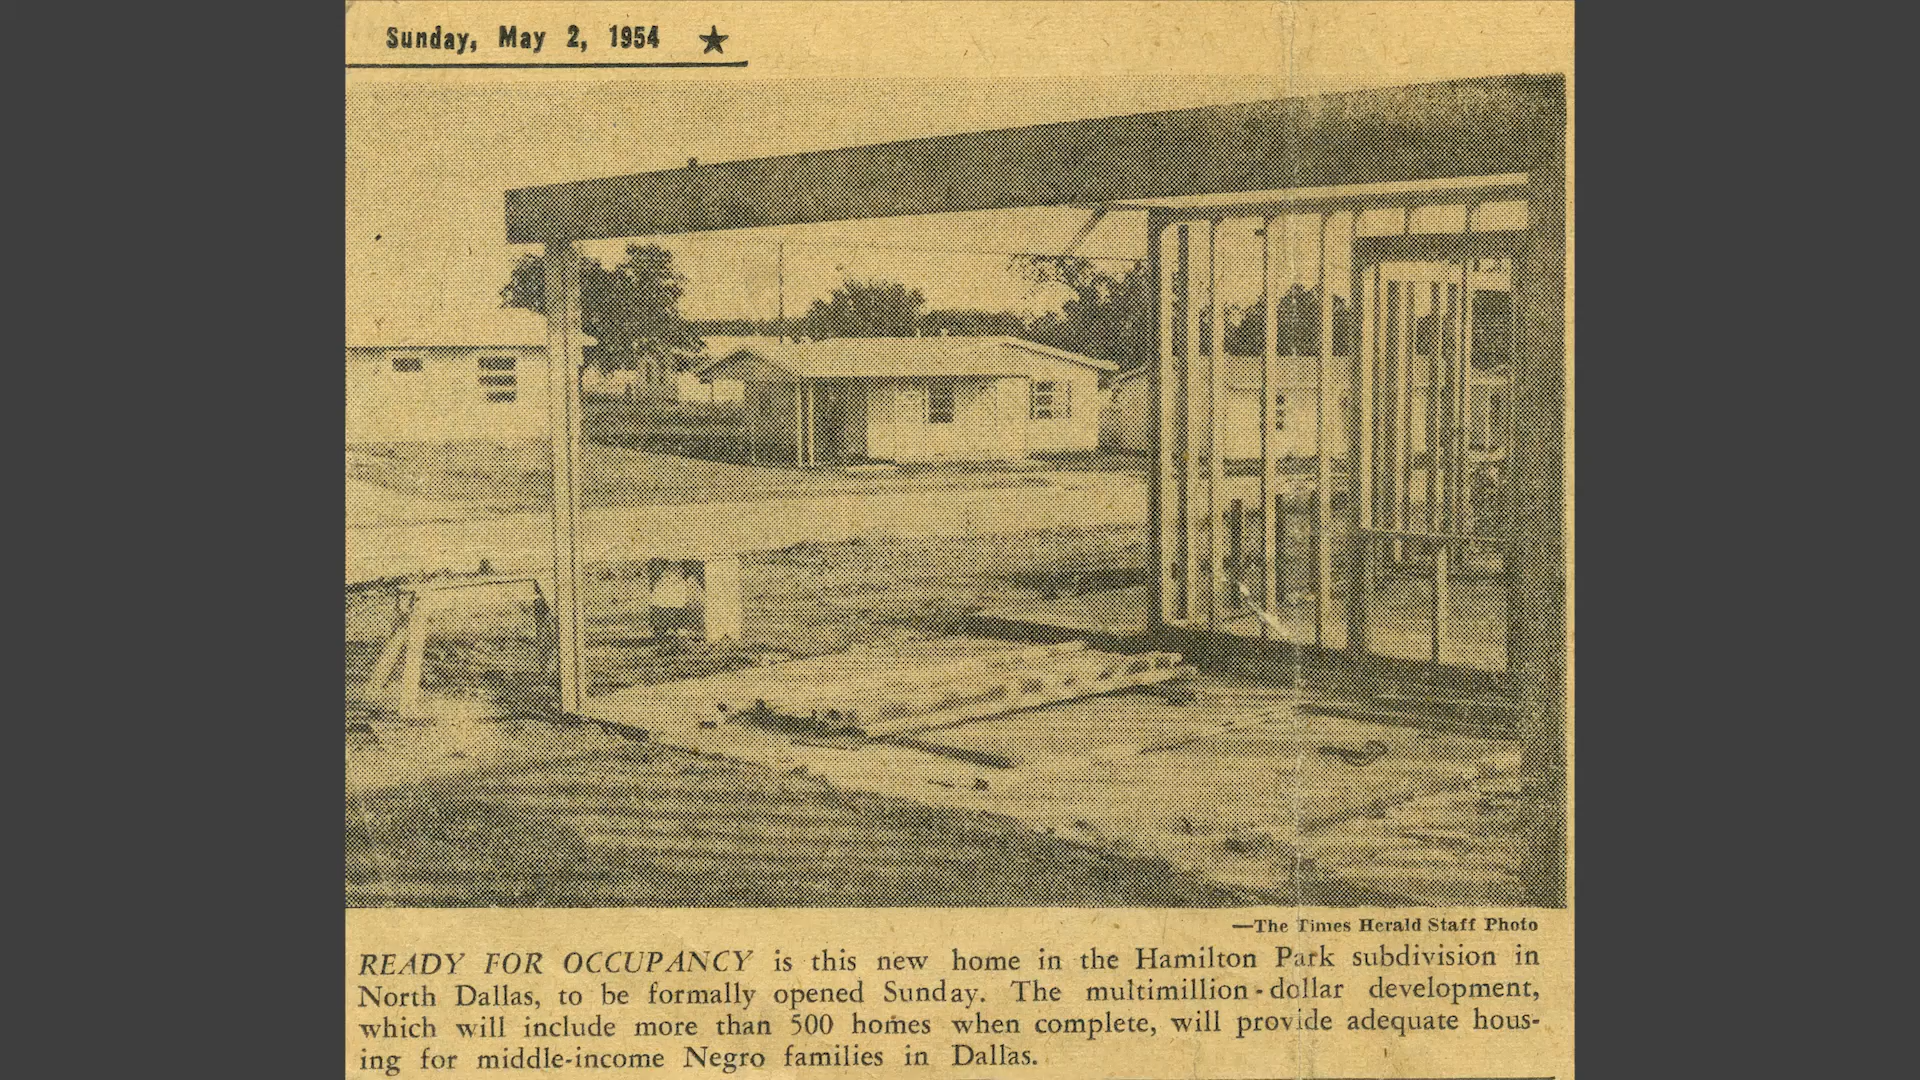 Sunday, May 2, 1954 ★
—The Times Herald Staff Photo
READY FOR OCCUPANCY is this new home in the Hamilton Park subdivision in
North Dallas, to be formally opened Sunday. The multimillion-dollar development,
which will include more than 500 homes when complete, will provide adequate hous-
ing for middle-income Negro families in Dallas.